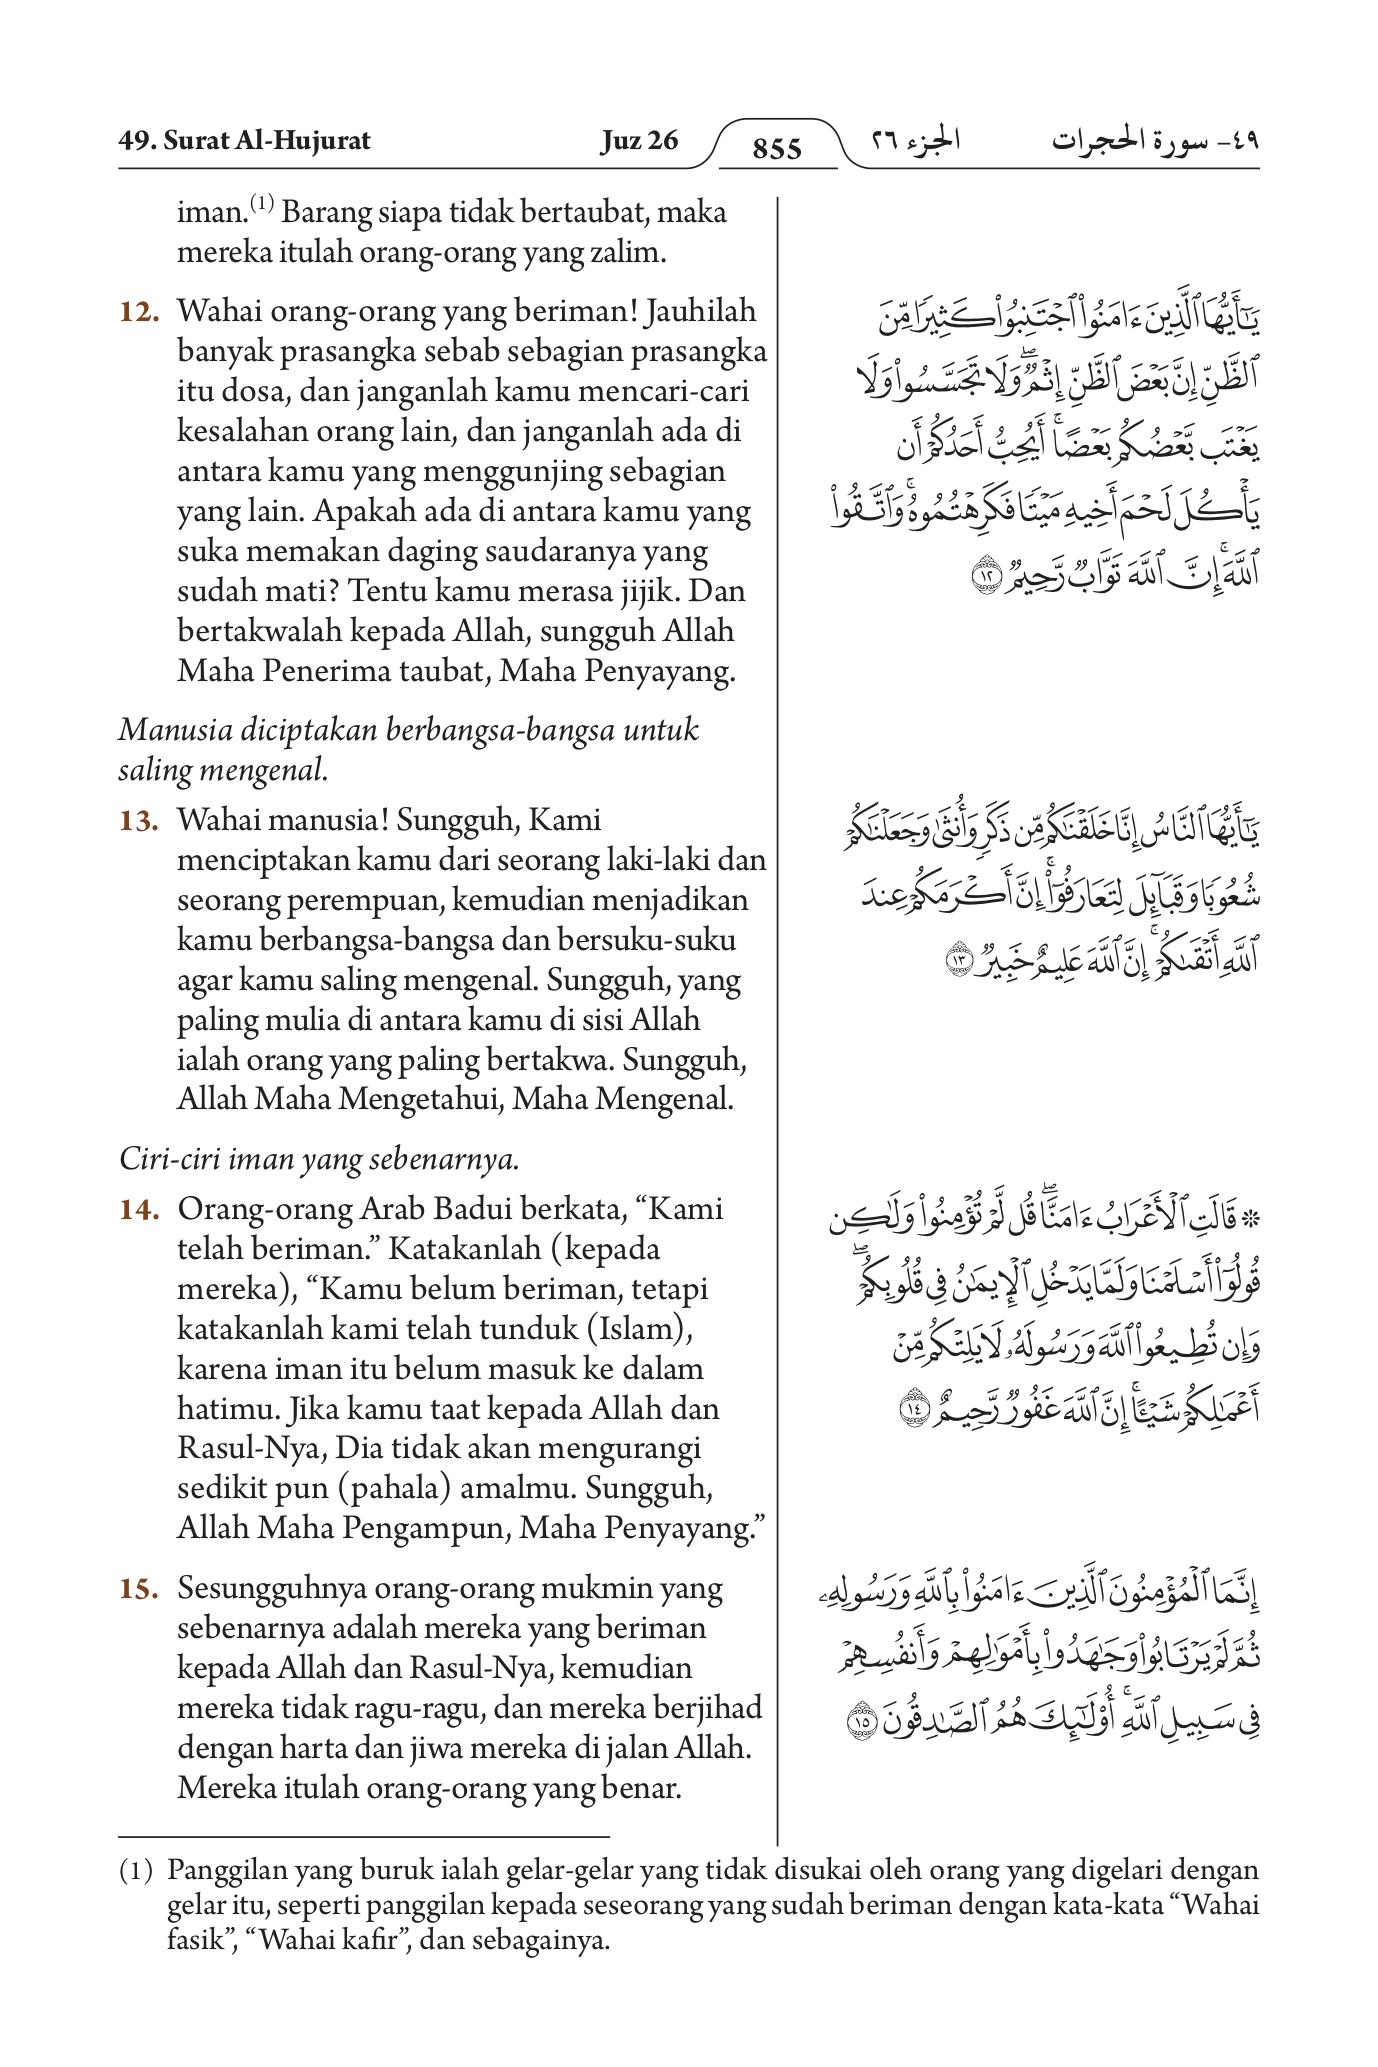 49. Surat Al-Hujurat Juz 26 855 الجزء ٢٦ ٤٩- سورة الحجرات
iman.(1) Barang siapa tidak bertaubat, maka
mereka itulah orang-orang yang zalim.
12. Wahai orang-orang yang beriman! Jauhilah
banyak prasangka sebab sebagian prasangka
itu dosa, dan janganlah kamu mencari-cari
kesalahan orang lain, dan janganlah ada di
antara kamu yang menggunjing sebagian
yang lain. Apakah ada di antara kamu yang
suka memakan daging saudaranya yang
sudah mati? Tentu kamu merasa jijik. Dan
bertakwalah kepada Allah, sungguh Allah
Maha Penerima taubat, Maha Penyayang.
يَٰٓأَيُّهَا ٱلَّذِينَ ءَامَنُواْ ٱجۡتَنِبُواْ كَثِيرٗا مِّنَ
ٱلظَّنِّ إِنَّ بَعۡضَ ٱلظَّنِّ إِثۡمٞۖ وَلَا تَجَسَّسُواْ وَلَا
يَغۡتَب بَّعۡضُكُم بَعۡضًاۚ أَيُحِبُّ أَحَدُكُمۡ أَن
يَأۡكُلَ لَحۡمَ أَخِيهِ مَيۡتٗا فَكَرِهۡتُمُوهُۚ وَٱتَّقُواْ
ٱللَّهَۚ إِنَّ ٱللَّهَ تَوَّابٞ رَّحِيمٞ ١٢
Manusia diciptakan berbangsa-bangsa untuk
saling mengenal.
13. Wahai manusia! Sungguh, Kami
menciptakan kamu dari seorang laki-laki dan
seorang perempuan, kemudian menjadikan
kamu berbangsa-bangsa dan bersuku-suku
agar kamu saling mengenal. Sungguh, yang
paling mulia di antara kamu di sisi Allah
ialah orang yang paling bertakwa. Sungguh,
Allah Maha Mengetahui, Maha Mengenal.
يَٰٓأَيُّهَا ٱلنَّاسُ إِنَّا خَلَقۡنَٰكُم مِّن ذَكَرٖ وَأُنثَىٰ وَجَعَلۡنَٰكُمۡ
شُعُوبٗا وَقَبَآئِلَ لِتَعَارَفُوٓاْۚ إِنَّ أَكۡرَمَكُمۡ عِندَ
ٱللَّهِ أَتۡقَىٰكُمۡۚ إِنَّ ٱللَّهَ عَلِيمٌ خَبِيرٞ ١٣
Ciri-ciri iman yang sebenarnya.
14. Orang-orang Arab Badui berkata, “Kami
telah beriman.” Katakanlah (kepada
mereka), “Kamu belum beriman, tetapi
katakanlah kami telah tunduk (Islam),
karena iman itu belum masuk ke dalam
hatimu. Jika kamu taat kepada Allah dan
Rasul-Nya, Dia tidak akan mengurangi
sedikit pun (pahala) amalmu. Sungguh,
Allah Maha Pengampun, Maha Penyayang.”
۞ قَالَتِ ٱلۡأَعۡرَابُ ءَامَنَّاۖ قُل لَّمۡ تُؤۡمِنُواْ وَلَٰكِن
قُولُوٓاْ أَسۡلَمۡنَا وَلَمَّا يَدۡخُلِ ٱلۡإِيمَٰنُ فِي قُلُوبِكُمۡۖ
وَإِن تُطِيعُواْ ٱللَّهَ وَرَسُولَهُۥ لَا يَلِتۡكُم مِّنۡ
أَعۡمَٰلِكُمۡ شَيۡـًٔاۚ إِنَّ ٱللَّهَ غَفُورٞ رَّحِيمٌ ١٤
15. Sesungguhnya orang-orang mukmin yang
sebenarnya adalah mereka yang beriman
kepada Allah dan Rasul-Nya, kemudian
mereka tidak ragu-ragu, dan mereka berjihad
dengan harta dan jiwa mereka di jalan Allah.
Mereka itulah orang-orang yang benar.
إِنَّمَا ٱلۡمُؤۡمِنُونَ ٱلَّذِينَ ءَامَنُواْ بِٱللَّهِ وَرَسُولِهِۦ
ثُمَّ لَمۡ يَرۡتَابُواْ وَجَٰهَدُواْ بِأَمۡوَٰلِهِمۡ وَأَنفُسِهِمۡ
فِي سَبِيلِ ٱللَّهِۚ أُوْلَٰٓئِكَ هُمُ ٱلصَّٰدِقُونَ ١٥
(1) Panggilan yang buruk ialah gelar-gelar yang tidak disukai oleh orang yang digelari dengan
gelar itu, seperti panggilan kepada seseorang yang sudah beriman dengan kata-kata “Wahai
fasik”, “Wahai kafir”, dan sebagainya.